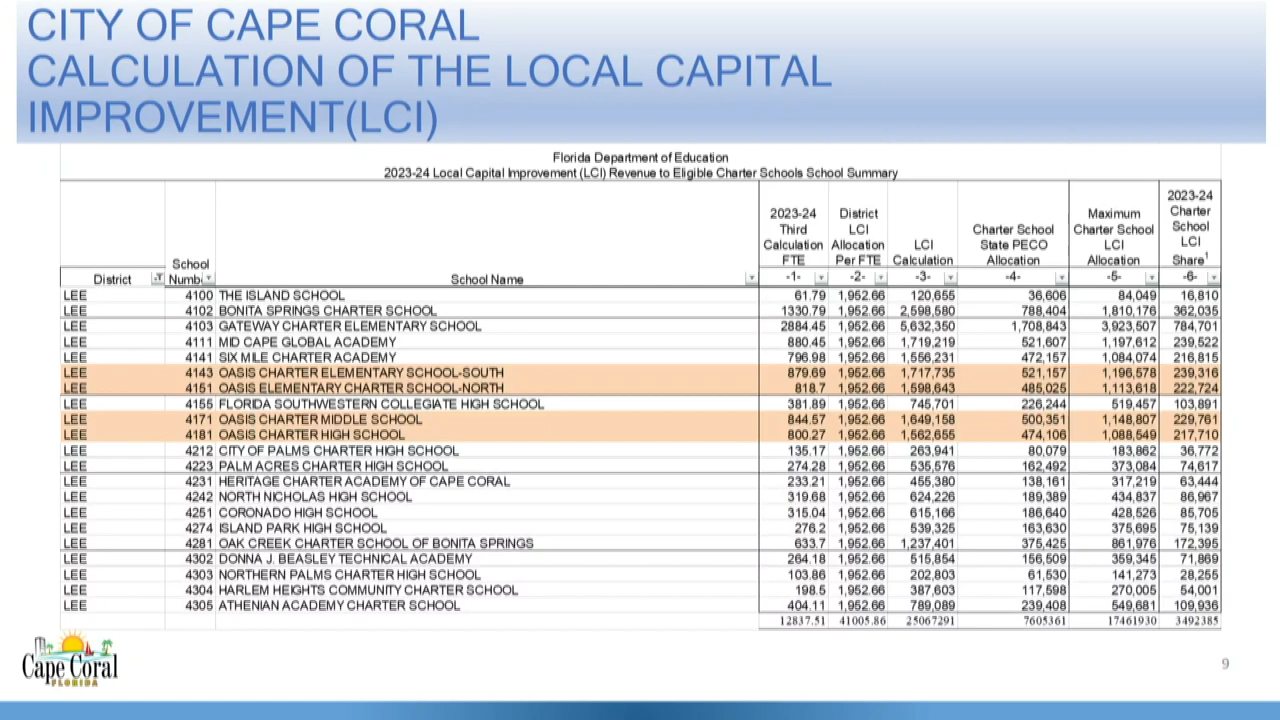 CITY OF CAPE CORAL
CALCULATION OF THE LOCAL CAPITAL
IMPROVEMENT(LCI)
Florida Department of Education
2023-24 Local Capital Improvement (LCI) Revenue to Eligible Charter Schools School Summary
District School Number School Name 2023-24 Third Calculation FTE District LCI Allocation Per FTE LCI Calculation Charter School State PECO Allocation Maximum Charter School LCI Allocation 2023-24 Charter School LCI Share1
-1- -2- -3- -4- -5- -6-
LEE 4100 THE ISLAND SCHOOL 61.79 1,952.66 120,655 36,606 84,049 16,810
LEE 4102 BONITA SPRINGS CHARTER SCHOOL 1330.79 1,952.66 2,598,580 788,404 1,810,176 362,035
LEE 4103 GATEWAY CHARTER ELEMENTARY SCHOOL 2884.45 1,952.66 5,632,350 1,708,843 3,923,507 784,701
LEE 4111 MID CAPE GLOBAL ACADEMY 880.45 1,952.66 1,719,219 521,607 1,197,612 239,522
LEE 4141 SIX MILE CHARTER ACADEMY 796.98 1,952.66 1,556,231 472,157 1,084,074 216,815
LEE 4143 OASIS CHARTER ELEMENTARY SCHOOL-SOUTH 879.69 1,952.66 1,717,735 521,157 1,196,578 239,316
LEE 4151 OASIS ELEMENTARY CHARTER SCHOOL-NORTH 818.7 1,952.66 1,598,643 485,025 1,113,618 222,724
LEE 4155 FLORIDA SOUTHWESTERN COLLEGIATE HIGH SCHOOL 381.89 1,952.66 745,701 226,244 519,457 103,891
LEE 4171 OASIS CHARTER MIDDLE SCHOOL 844.57 1,952.66 1,649,158 500,351 1,148,807 229,761
LEE 4181 OASIS CHARTER HIGH SCHOOL 800.27 1,952.66 1,562,655 474,106 1,088,549 217,710
LEE 4212 CITY OF PALMS CHARTER HIGH SCHOOL 135.17 1,952.66 263,941 80,079 183,862 36,772
LEE 4223 PALM ACRES CHARTER HIGH SCHOOL 274.28 1,952.66 535,576 162,492 373,084 74,617
LEE 4231 HERITAGE CHARTER ACADEMY OF CAPE CORAL 233.21 1,952.66 455,380 138,161 317,219 63,444
LEE 4242 NORTH NICHOLAS HIGH SCHOOL 319.68 1,952.66 624,226 189,389 434,837 86,967
LEE 4251 CORONADO HIGH SCHOOL 315.04 1,952.66 615,166 186,640 428,526 85,705
LEE 4274 ISLAND PARK HIGH SCHOOL 276.2 1,952.66 539,325 163,630 375,695 75,139
LEE 4281 OAK CREEK CHARTER SCHOOL OF BONITA SPRINGS 633.7 1,952.66 1,237,401 375,425 861,976 172,395
LEE 4302 DONNA J. BEASLEY TECHNICAL ACADEMY 264.18 1,952.66 515,854 156,509 359,345 71,869
LEE 4303 NORTHERN PALMS CHARTER HIGH SCHOOL 103.86 1,952.66 202,803 61,530 141,273 28,255
LEE 4304 HARLEM HEIGHTS COMMUNITY CHARTER SCHOOL 198.5 1,952.66 387,603 117,598 270,005 54,001
LEE 4305 ATHENIAN ACADEMY CHARTER SCHOOL 404.11 1,952.66 789,089 239,408 549,681 109,936
12837.51 41005.86 25067291 7605361 17461930 3492385
Cape Coral
FLORIDA
9